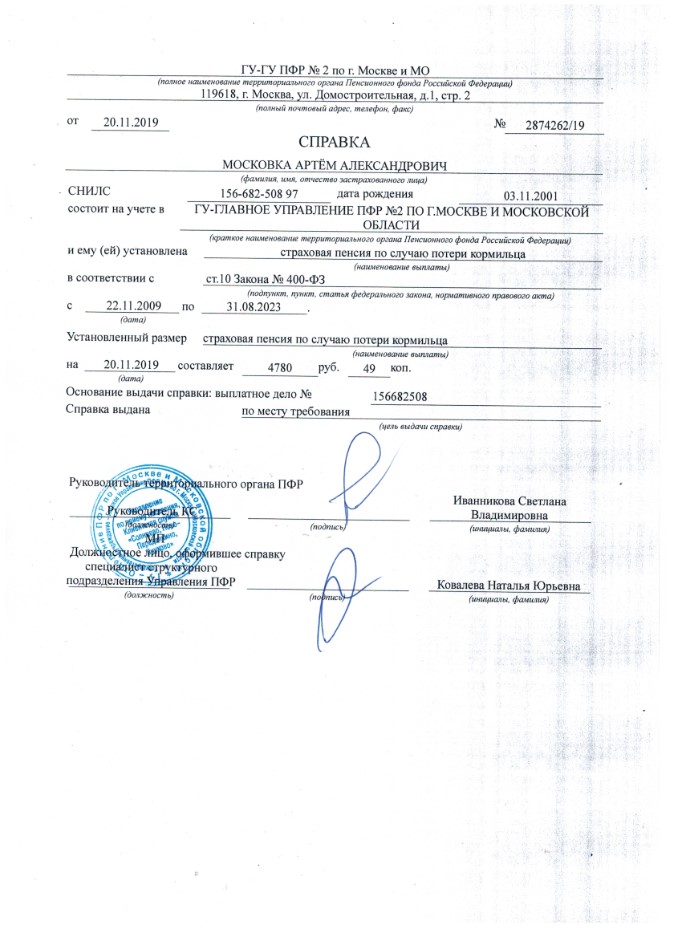 ГУ-ГУ ПФР № 2 по г. Москве и МО
(полное наименование территориального органа Пенсионного фонда Российской Федерации)
119618, г. Москва, ул. Домостроительная, д.1, стр. 2
(полный почтовый адрес, телефон, факс)
от 20.11.2019 № 2874262/19
СПРАВКА
МОСКОВКА АРТЁМ АЛЕКСАНДРОВИЧ
(фамилия, имя, отчество застрахованного лица)
СНИЛС 156-682-508 97 дата рождения 03.11.2001
состоит на учете в ГУ-ГЛАВНОЕ УПРАВЛЕНИЕ ПФР №2 ПО Г.МОСКВЕ И МОСКОВСКОЙ
ОБЛАСТИ
(краткое наименование территориального органа Пенсионного фонда Российской Федерации)
и ему (ей) установлена страховая пенсия по случаю потери кормильца
(наименование выплаты)
в соответствии с ст.10 Закона № 400-ФЗ
(подпункт, пункт, статья федерального закона, нормативного правового акта)
с 22.11.2009 по 31.08.2023 .
(дата)
Установленный размер страховая пенсия по случаю потери кормильца
(наименование выплаты)
на 20.11.2019 составляет 4780 руб. 49 коп.
(дата)
Основание выдачи справки: выплатное дело № 156682508
Справка выдана по месту требования
(цель выдачи справки)
Руководитель территориального органа ПФР
Иванникова Светлана
Руководитель КС Владимировна
(должность) (подпись) (инициалы, фамилия)
МП
Должностное лицо, оформившее справку
специалист структурного
подразделения Управления ПФР Ковалева Наталья Юрьевна
(должность) (подпись) (инициалы, фамилия)